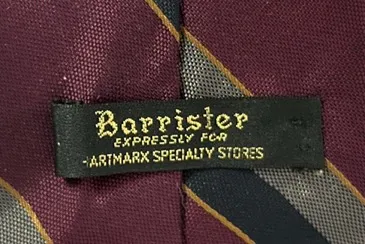 Barrister
EXPRESSLY FOR
HARTMARX SPECIALTY STORES